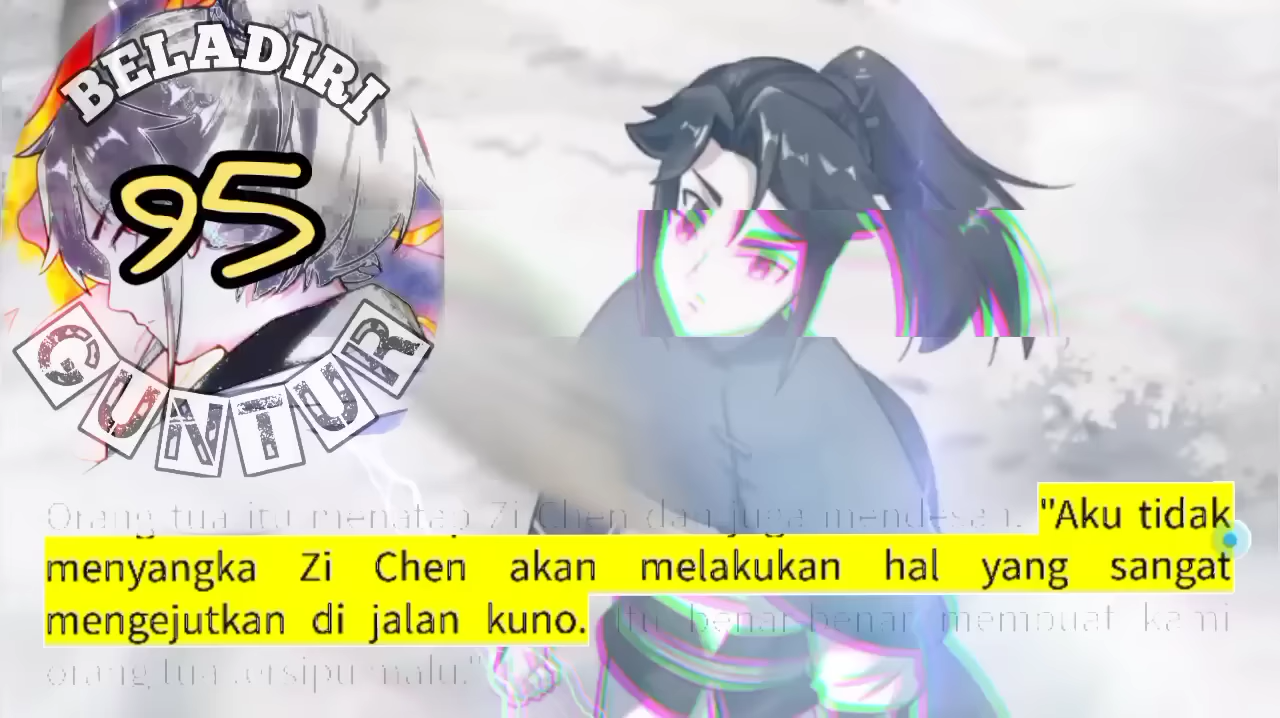 BELADIRI
95
GUNTUR
Orang tua itu menatap Zi Chen dan juga mendesah. "Aku tidak
menyangka Zi Chen akan melakukan hal yang sangat
mengejutkan di jalan kuno. Itu benar-benar membuat kami
orang tua tersipu malu."